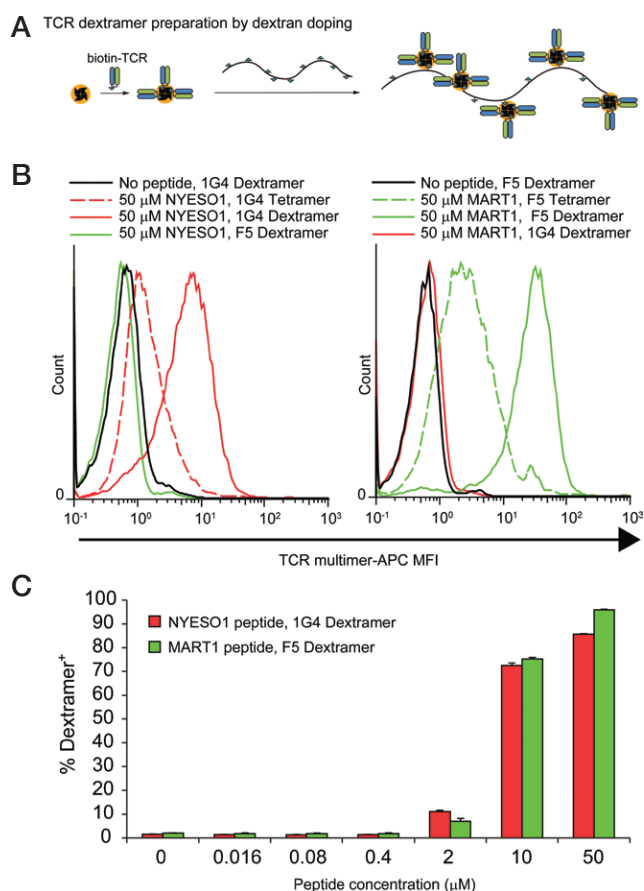 A
TCR dextramer preparation by dextran doping
biotin-TCR
B
No peptide, 1G4 Dextramer
50 μM NYESO1, 1G4 Tetramer
50 μM NYESO1, 1G4 Dextramer
50 μM NYESO1, F5 Dextramer
No peptide, F5 Dextramer
50 μM MART1, F5 Tetramer
50 μM MART1, F5 Dextramer
50 μM MART1, 1G4 Dextramer
Count
0
10-1 10⁰ 10¹ 10² 10³
Count
0
10-1 10⁰ 10¹ 10² 10³
TCR multimer-APC MFI
C
NYESO1 peptide, 1G4 Dextramer
MART1 peptide, F5 Dextramer
% Dextramer+
100
90
80
70
60
50
40
30
20
10
0
0 0.016 0.08 0.4 2 10 50
Peptide concentration (μM)